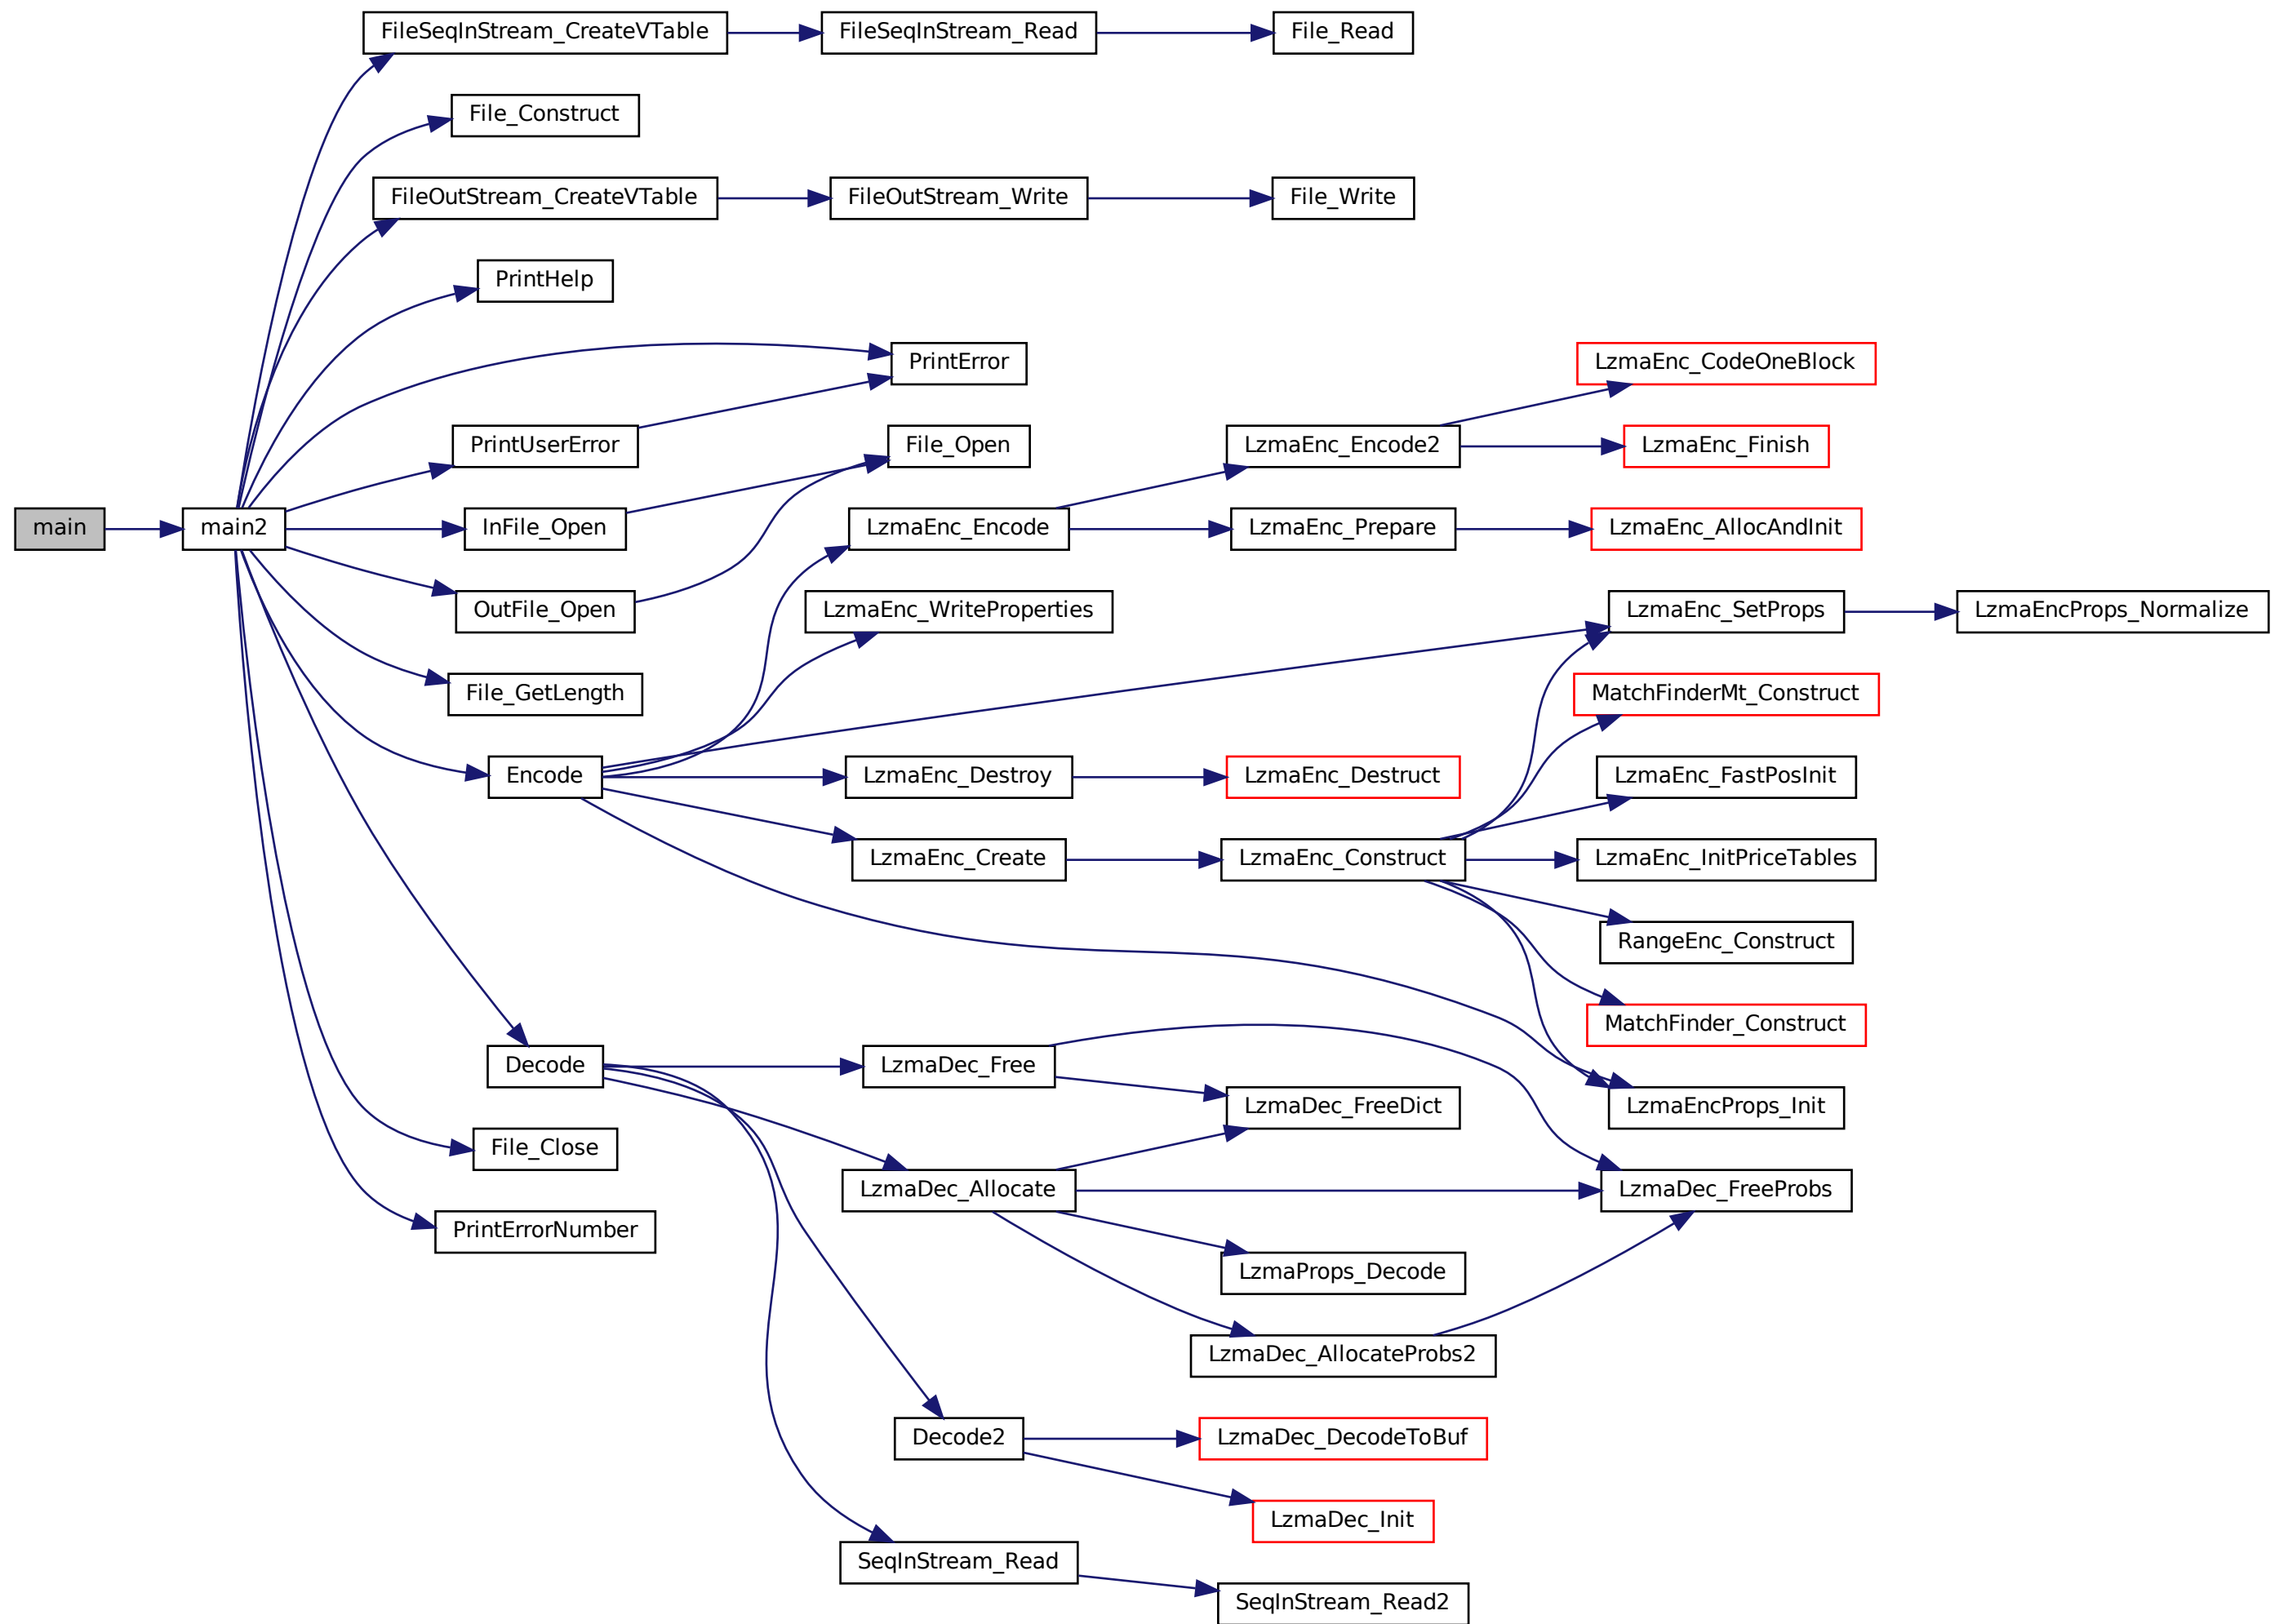 FileSeqInStream_CreateVTable
FileSeqInStream_Read
File_Read
File_Construct
FileOutStream_CreateVTable
FileOutStream_Write
File_Write
PrintHelp
PrintError
LzmaEnc_CodeOneBlock
PrintUserError
File_Open
LzmaEnc_Encode2
LzmaEnc_Finish
main
main2
InFile_Open
LzmaEnc_Encode
LzmaEnc_Prepare
LzmaEnc_AllocAndInit
OutFile_Open
LzmaEnc_WriteProperties
LzmaEnc_SetProps
LzmaEncProps_Normalize
File_GetLength
MatchFinderMt_Construct
Encode
LzmaEnc_Destroy
LzmaEnc_Destruct
LzmaEnc_FastPosInit
LzmaEnc_Create
LzmaEnc_Construct
LzmaEnc_InitPriceTables
RangeEnc_Construct
MatchFinder_Construct
Decode
LzmaDec_Free
LzmaDec_FreeDict
LzmaEncProps_Init
File_Close
LzmaDec_Allocate
LzmaDec_FreeProbs
PrintErrorNumber
LzmaProps_Decode
LzmaDec_AllocateProbs2
Decode2
LzmaDec_DecodeToBuf
LzmaDec_Init
SeqInStream_Read
SeqInStream_Read2